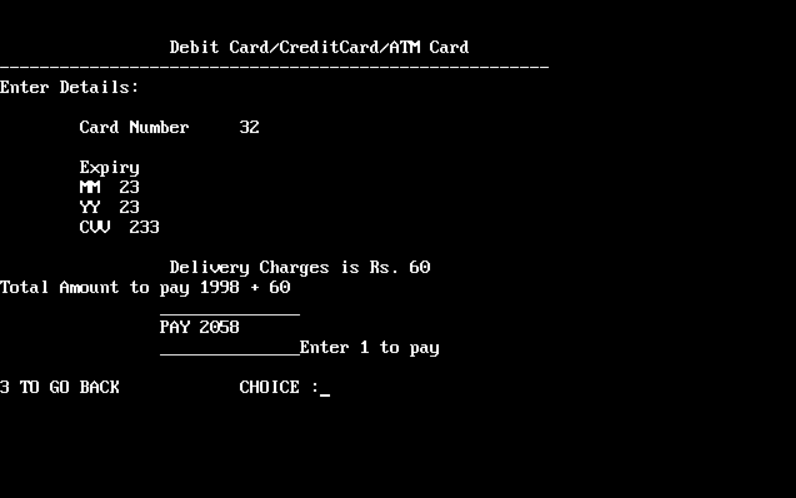 Debit Card/CreditCard/ATM Card
-------------------------------------------------------
Enter Details:
Card Number     32
Expiry
MM  23
YY  23
CVV  233
Delivery Charges is Rs. 60
Total Amount to pay 1998 + 60
______________
PAY 2058
______________Enter 1 to pay
3 TO GO BACK            CHOICE :_